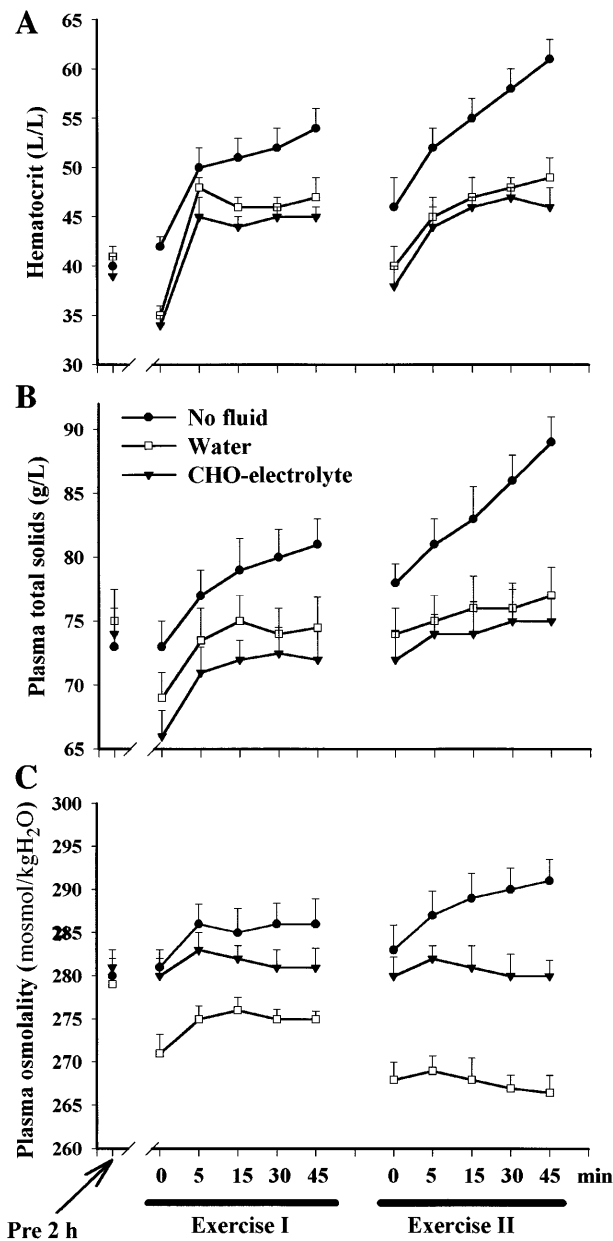 A
Hematocrit (L/L)
65
60
55
50
45
40
35
30
B
Plasma total solids (g/L)
90
85
80
75
70
65
No fluid
Water
CHO-electrolyte
C
Plasma osmolality (mosmol/kgH₂O)
300
295
290
285
280
275
270
265
260
0 5 15 30 45 0 5 15 30 45 min
Pre 2 h
Exercise I
Exercise II